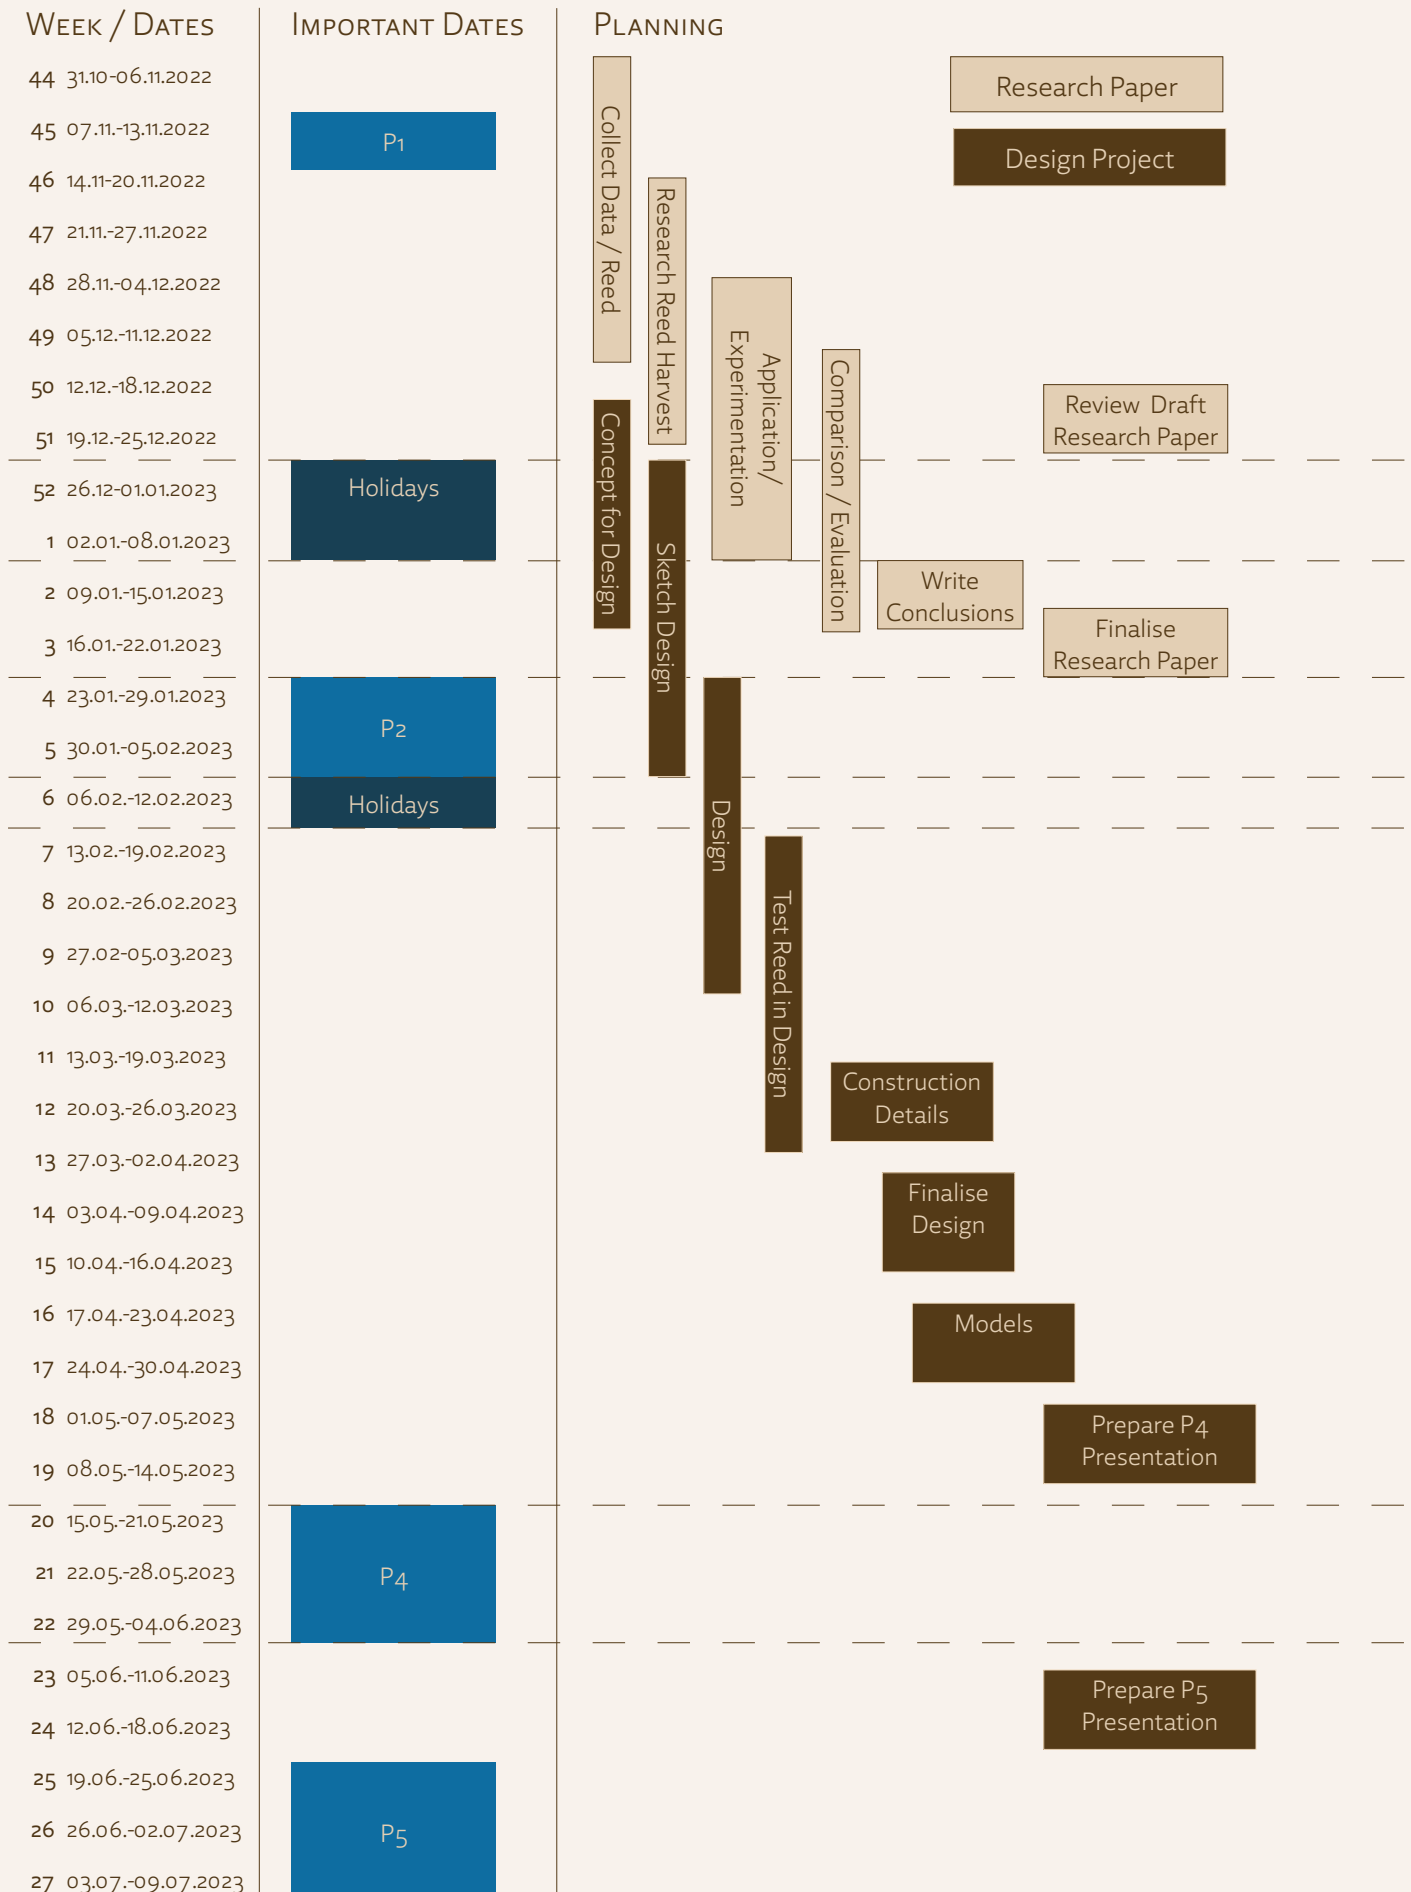 Week / Dates
Important Dates
Planning
44 31.10-06.11.2022
45 07.11.-13.11.2022
46 14.11-20.11.2022
47 21.11.-27.11.2022
48 28.11.-04.12.2022
49 05.12.-11.12.2022
50 12.12.-18.12.2022
51 19.12.-25.12.2022
52 26.12-01.01.2023
1 02.01.-08.01.2023
2 09.01.-15.01.2023
3 16.01.-22.01.2023
4 23.01.-29.01.2023
5 30.01.-05.02.2023
6 06.02.-12.02.2023
7 13.02.-19.02.2023
8 20.02.-26.02.2023
9 27.02-05.03.2023
10 06.03.-12.03.2023
11 13.03.-19.03.2023
12 20.03.-26.03.2023
13 27.03.-02.04.2023
14 03.04.-09.04.2023
15 10.04.-16.04.2023
16 17.04.-23.04.2023
17 24.04.-30.04.2023
18 01.05.-07.05.2023
19 08.05.-14.05.2023
20 15.05.-21.05.2023
21 22.05.-28.05.2023
22 29.05.-04.06.2023
23 05.06.-11.06.2023
24 12.06.-18.06.2023
25 19.06.-25.06.2023
26 26.06.-02.07.2023
27 03.07.-09.07.2023
P1
Holidays
P2
Holidays
P4
P5
Research Paper
Design Project
Collect Data / Reed
Research Reed Harvest
Application/
Experimentation
Comparison / Evaluation
Review Draft
Research Paper
Concept for Design
Sketch Design
Write
Conclusions
Finalise
Research Paper
Design
Test Reed in Design
Construction
Details
Finalise
Design
Models
Prepare P4
Presentation
Prepare P5
Presentation